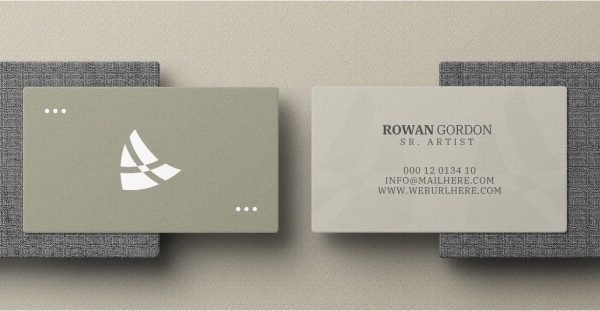 ROWAN GORDON
SR. ARTIST
000 12 0134 10
INFO@MAILHERE.COM
WWW.WEBURLHERE.COM